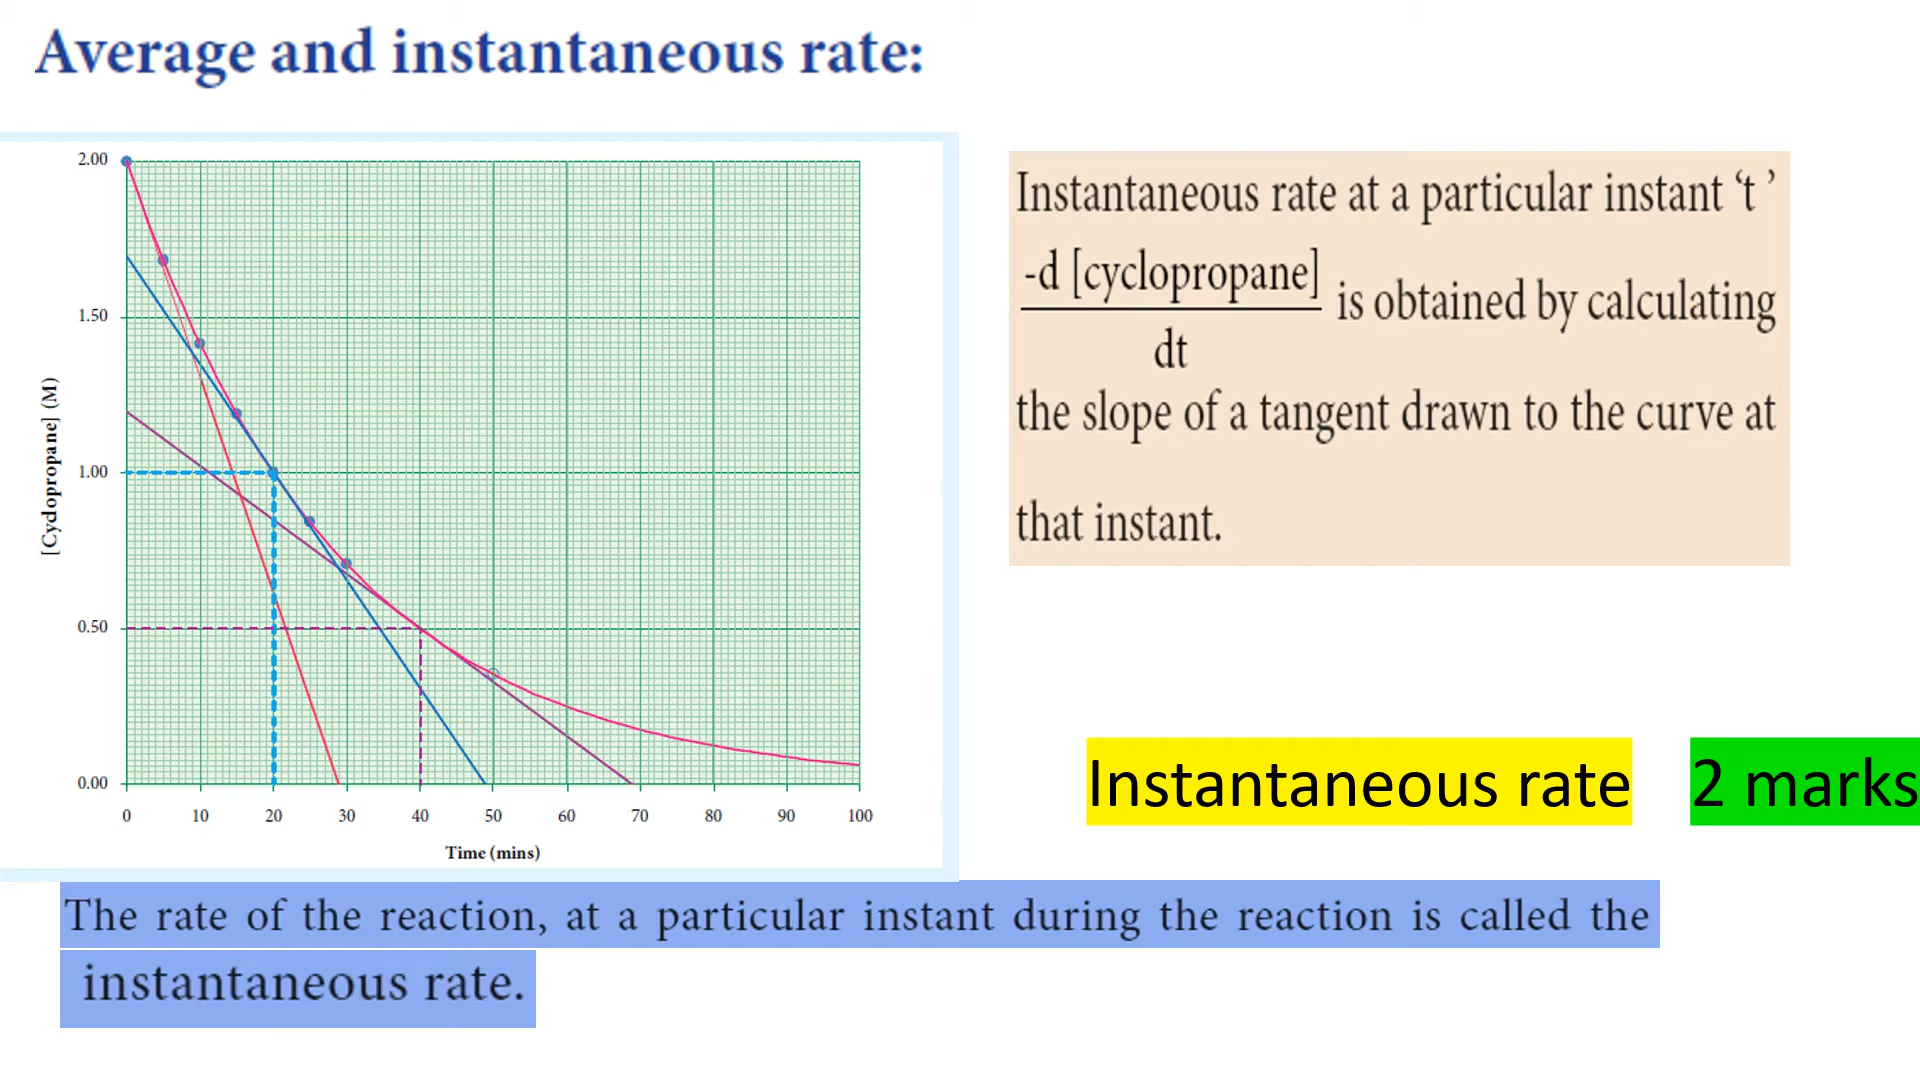 Average and instantaneous rate:
2.00
1.50
1.00
0.50
0.00
[Cydopropane] (M)
0 10 20 30 40 50 60 70 80 90 100
Time (mins)
Instantaneous rate at a particular instant ‘t ’
-d [cyclopropane]
is obtained by calculating
dt
the slope of a tangent drawn to the curve at
that instant.
Instantaneous rate
2 marks
The rate of the reaction, at a particular instant during the reaction is called the
instantaneous rate.